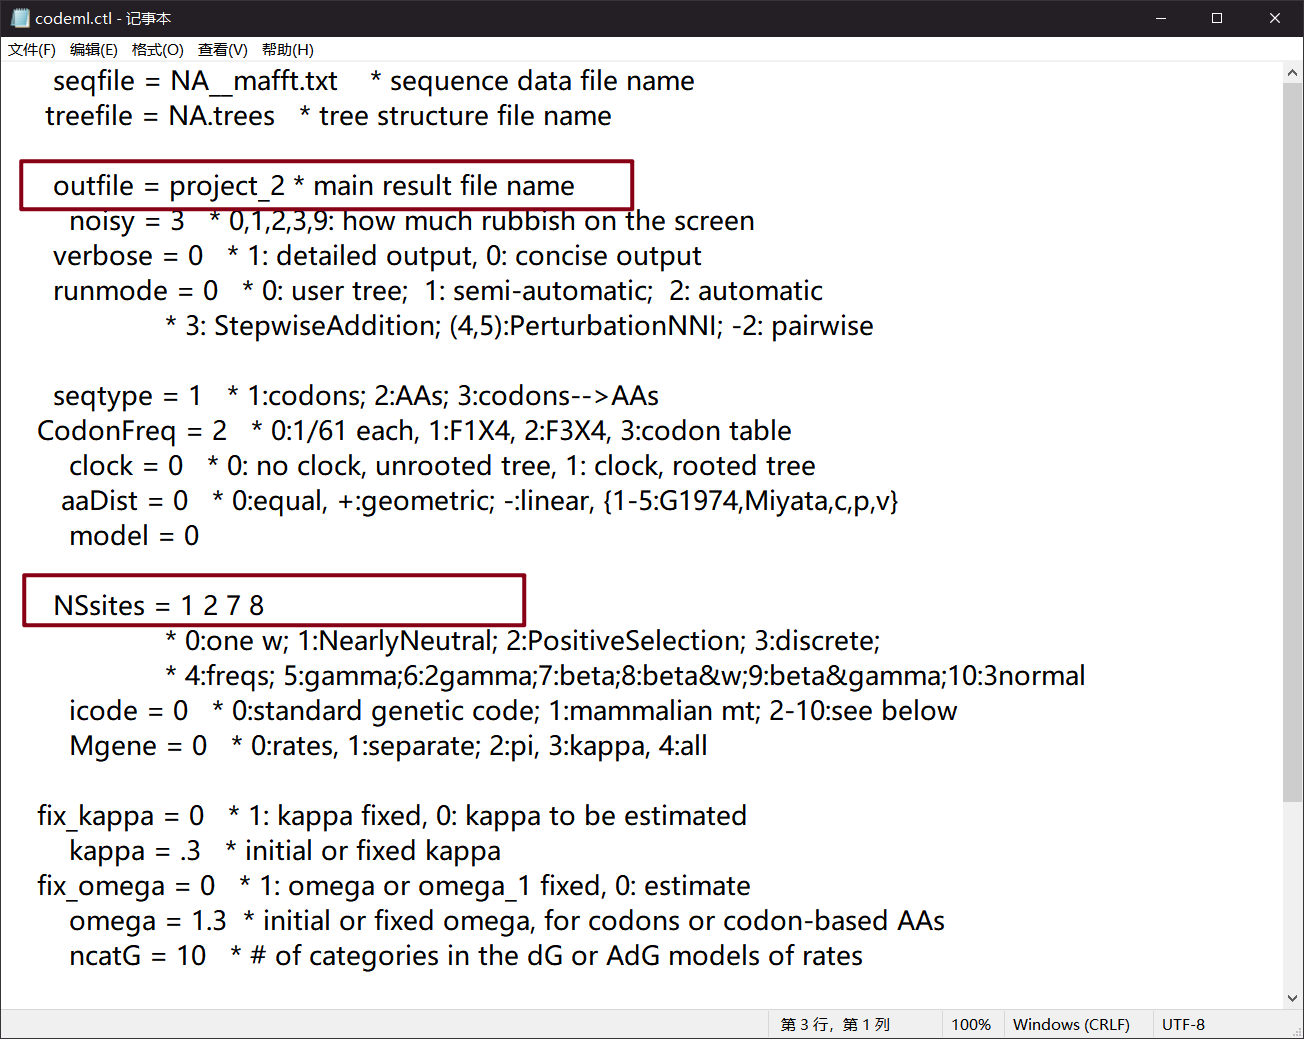 codeml.ctl - 记事本
文件(F) 编辑(E) 格式(O) 查看(V) 帮助(H)
seqfile = NA__mafft.txt * sequence data file name
treefile = NA.trees * tree structure file name
outfile = project_2 * main result file name
noisy = 3 * 0,1,2,3,9: how much rubbish on the screen
verbose = 0 * 1: detailed output, 0: concise output
runmode = 0 * 0: user tree; 1: semi-automatic; 2: automatic
* 3: StepwiseAddition; (4,5):PerturbationNNI; -2: pairwise
seqtype = 1 * 1:codons; 2:AAs; 3:codons-->AAs
CodonFreq = 2 * 0:1/61 each, 1:F1X4, 2:F3X4, 3:codon table
clock = 0 * 0: no clock, unrooted tree, 1: clock, rooted tree
aaDist = 0 * 0:equal, +:geometric; -:linear, {1-5:G1974,Miyata,c,p,v}
model = 0
NSsites = 1 2 7 8
* 0:one w; 1:NearlyNeutral; 2:PositiveSelection; 3:discrete;
* 4:freqs; 5:gamma;6:2gamma;7:beta;8:beta&w;9:beta&gamma;10:3normal
icode = 0 * 0:standard genetic code; 1:mammalian mt; 2-10:see below
Mgene = 0 * 0:rates, 1:separate; 2:pi, 3:kappa, 4:all
fix_kappa = 0 * 1: kappa fixed, 0: kappa to be estimated
kappa = .3 * initial or fixed kappa
fix_omega = 0 * 1: omega or omega_1 fixed, 0: estimate
omega = 1.3 * initial or fixed omega, for codons or codon-based AAs
ncatG = 10 * # of categories in the dG or AdG models of rates
第 3 行，第 1 列 100% Windows (CRLF) UTF-8